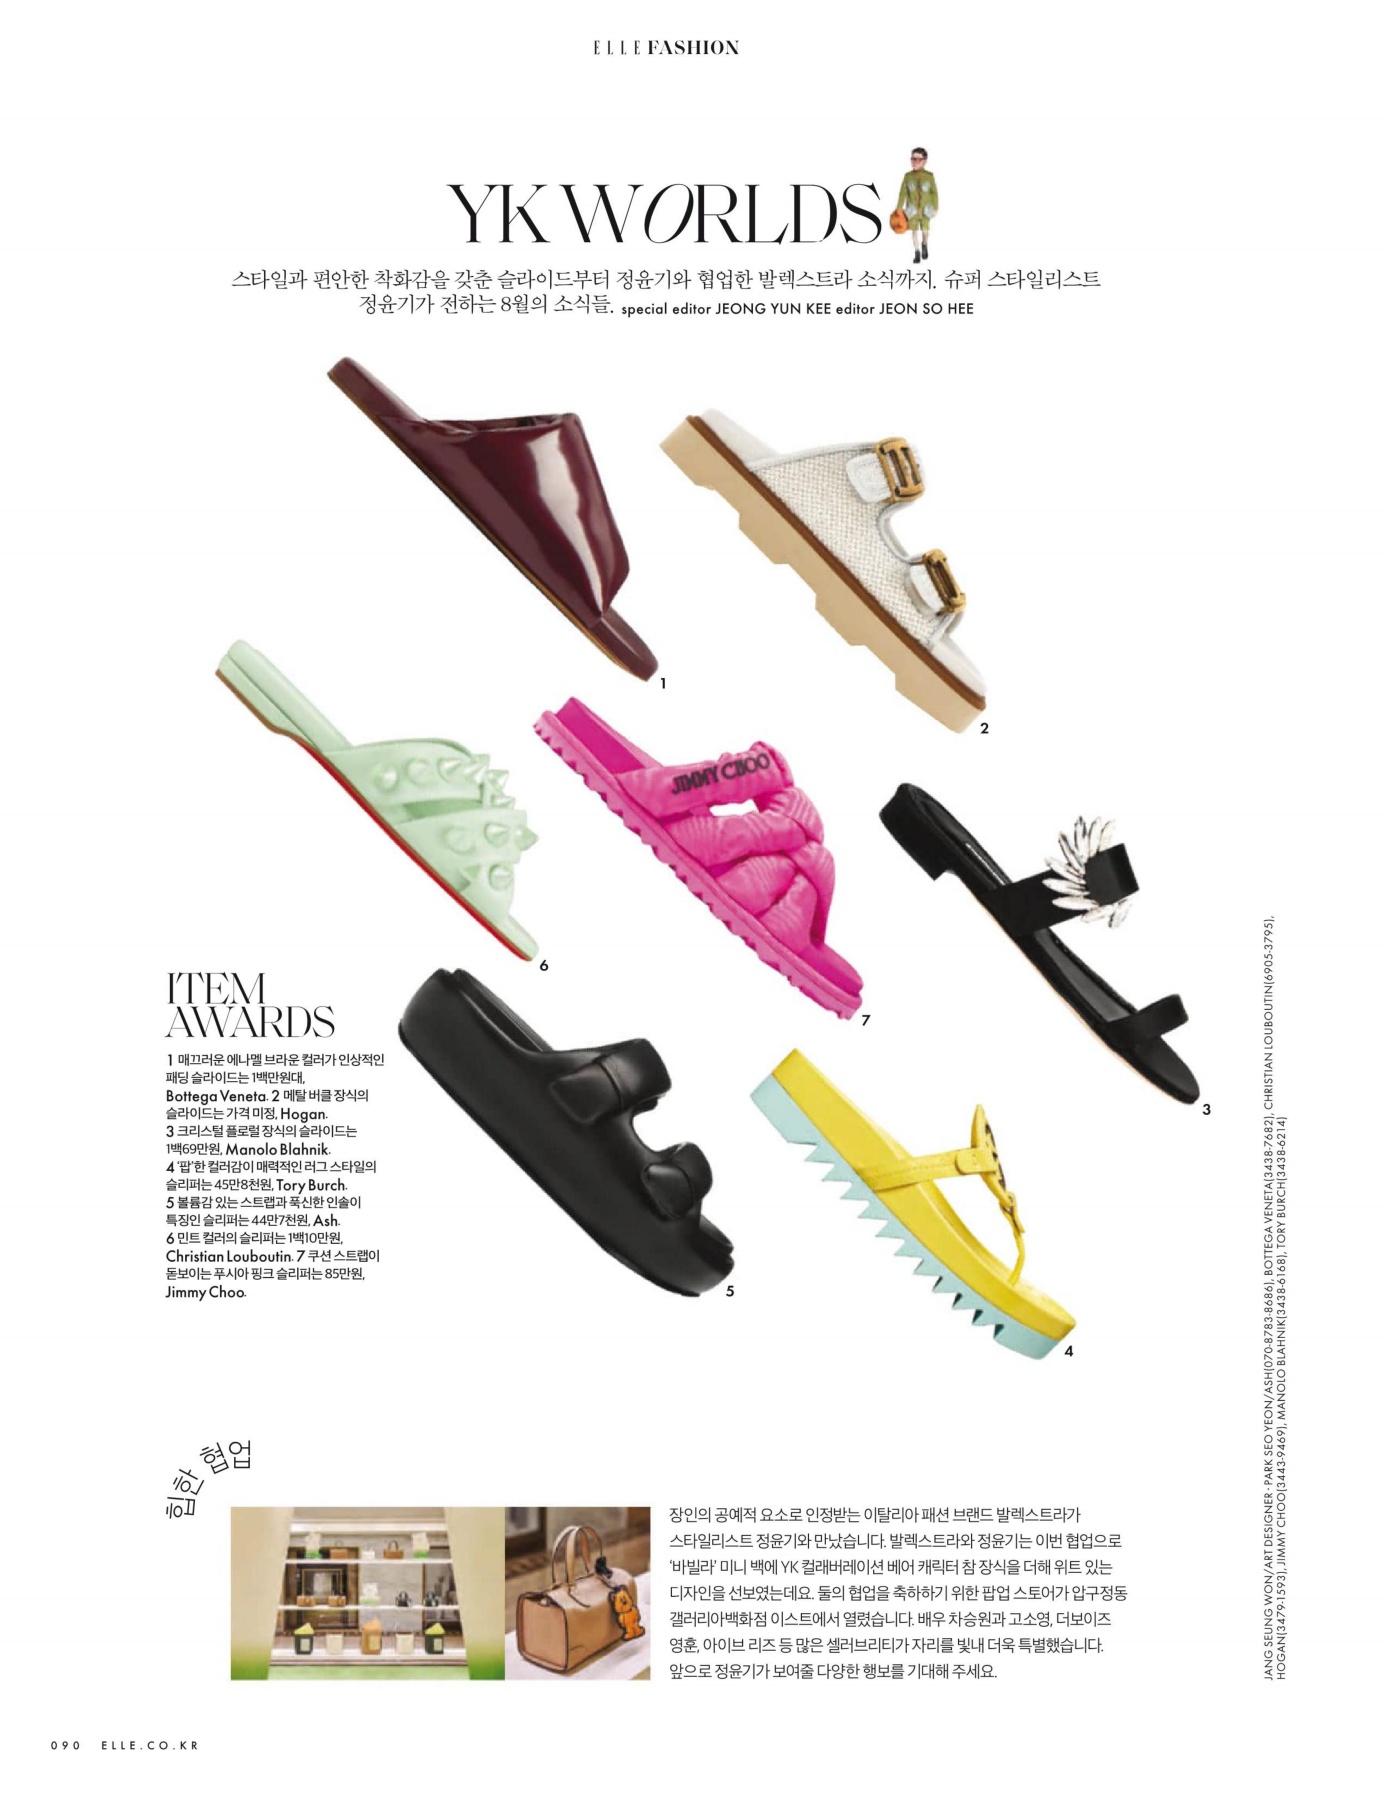 ELLE FASHION
YK WORLDS
스타일과 편안한 착화감을 갖춘 슬라이드부터 정윤기와 협업한 발렉스트라 소식까지. 슈퍼 스타일리스트
정윤기가 전하는 8월의 소식들. special editor JEONG YUN KEE editor JEON SO HEE
1
2
JIMMY CHOO
6
7
3
5
4
ITEM
AWARDS
1 매끄러운 에나멜 브라운 컬러가 인상적인
패딩 슬라이드는 1백만원대,
Bottega Veneta. 2 메탈 버클 장식의
슬라이드는 가격 미정, Hogan.
3 크리스털 플로럴 장식의 슬라이드는
1백69만원, Manolo Blahnik.
4 ‘팝’한 컬러감이 매력적인 러그 스타일의
슬리퍼는 45만8천원, Tory Burch.
5 볼륨감 있는 스트랩과 푹신한 인솔이
특징인 슬리퍼는 44만7천원, Ash.
6 민트 컬러의 슬리퍼는 1백10만원,
Christian Louboutin. 7 쿠션 스트랩이
돋보이는 푸시아 핑크 슬리퍼는 85만원,
Jimmy Choo.
힙한 협업
장인의 공예적 요소로 인정받는 이탈리아 패션 브랜드 발렉스트라가
스타일리스트 정윤기와 만났습니다. 발렉스트라와 정윤기는 이번 협업으로
‘바빌라’ 미니 백에 YK 컬래버레이션 베어 캐릭터 참 장식을 더해 위트 있는
디자인을 선보였는데요. 둘의 협업을 축하하기 위한 팝업 스토어가 압구정동
갤러리아백화점 이스트에서 열렸습니다. 배우 차승원과 고소영, 더보이즈
영훈, 아이브 리즈 등 많은 셀러브리티가 자리를 빛내 더욱 특별했습니다.
앞으로 정윤기가 보여줄 다양한 행보를 기대해 주세요.
JANG SEUNG WON/ART DESIGNER · PARK SEO YEON/ASH(070-8783-8686), BOTTEGA VENETA(3438-7682), CHRISTIAN LOUBOUTIN(6905-3795),
HOGAN(3479-1593), JIMMY CHOO(3443-9469), MANOLO BLAHNIK(3438-6168), TORY BURCH(3438-6214)
090 ELLE.CO.KR